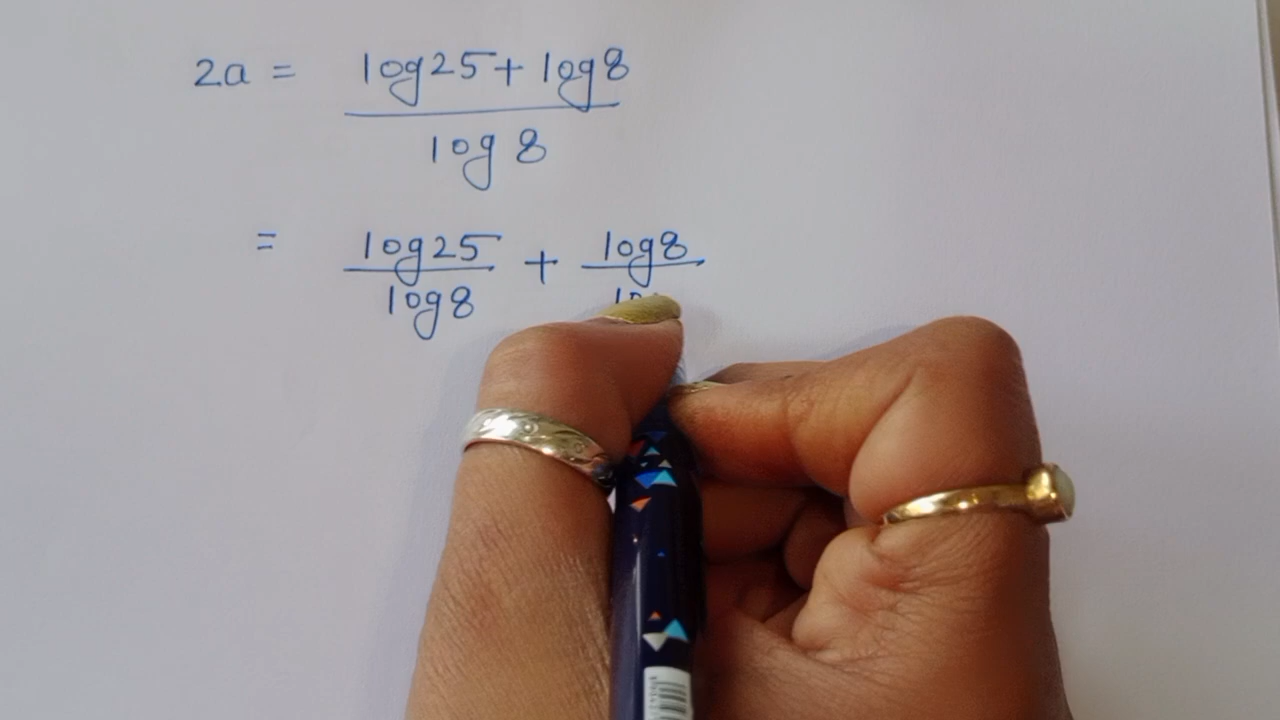 2a = log25 + log8
log 8
= log25 + log8
log8